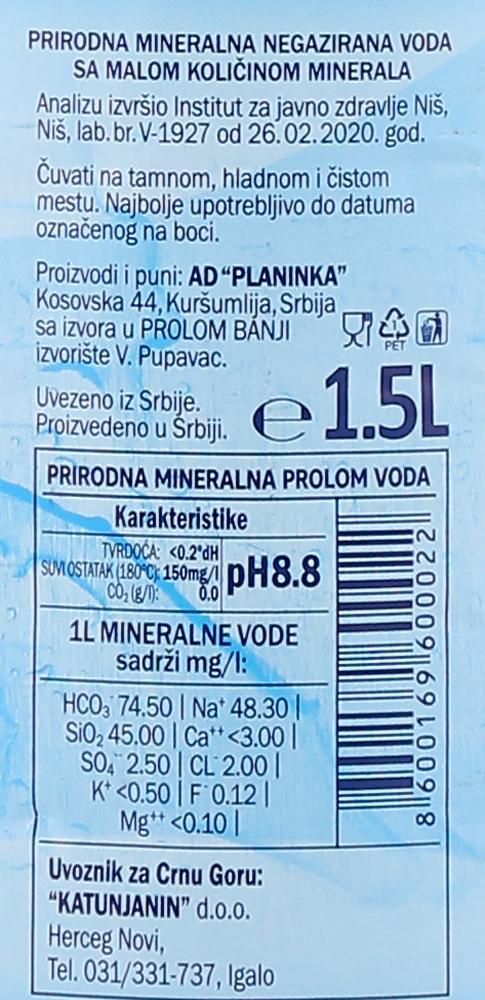 PRIRODNA MINERALNA NEGAZIRANA VODA
SA MALOM KOLIČINOM MINERALA
Analizu izvršio Institut za javno zdravlje Niš,
Niš, lab. br. V-1927 od 26.02.2020. god.
Čuvati na tamnom, hladnom i čistom
mestu. Najbolje upotrebljivo do datuma
označenog na boci.
Proizvodi i puni: AD “PLANINKA”
Kosovska 44, Kuršumlija, Srbija
sa izvora u PROLOM BANJI
izvorište V. Pupavac.
PET
Uvezeno iz Srbije.
Proizvedeno u Srbiji.
e 1.5L
PRIRODNA MINERALNA PROLOM VODA
Karakteristike
TVRDOĆA: <0.2°dH
SUVI OSTATAK (180°C): 150mg/l
CO₂ (g/l): 0.0
pH8.8
1L MINERALNE VODE
sadrži mg/l:
HCO₃⁻ 74.50 | Na⁺ 48.30 |
SiO₂ 45.00 | Ca⁺⁺ <3.00 |
SO₄⁻⁻ 2.50 | CL⁻ 2.00 |
K⁺ <0.50 | F⁻ 0.12 |
Mg⁺⁺ <0.10 |
8 600169 600022
Uvoznik za Crnu Goru:
“KATUNJANIN” d.o.o.
Herceg Novi,
Tel. 031/331-737, Igalo